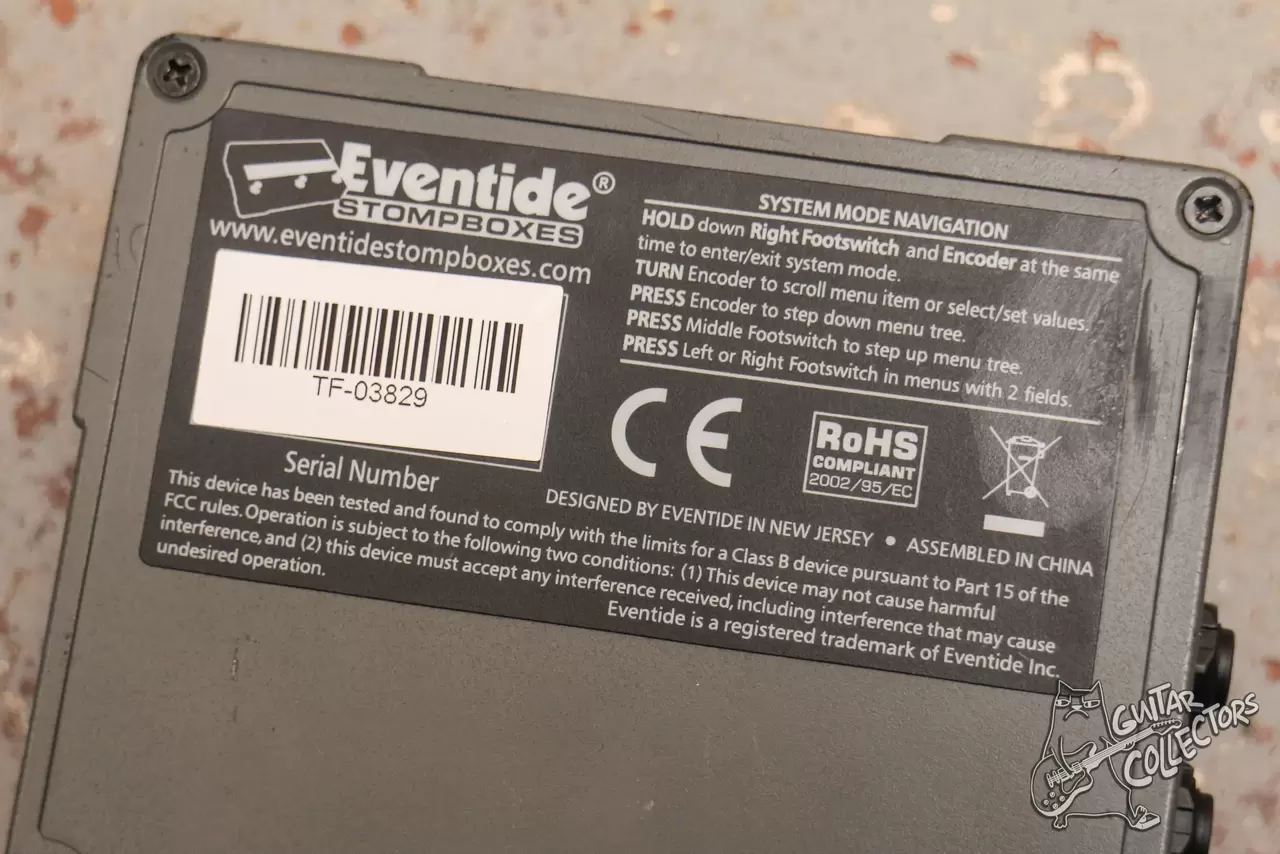 Eventide®
STOMPBOXES
www.eventidestompboxes.com
TF-03829
Serial Number
SYSTEM MODE NAVIGATION
HOLD down Right Footswitch and Encoder at the same
time to enter/exit system mode.
TURN Encoder to scroll menu item or select/set values.
PRESS Encoder to step down menu tree.
PRESS Middle Footswitch to step up menu tree.
PRESS Left or Right Footswitch in menus with 2 fields.
CE
RoHS
COMPLIANT
2002/95/EC
DESIGNED BY EVENTIDE IN NEW JERSEY • ASSEMBLED IN CHINA
This device has been tested and found to comply with the limits for a Class B device pursuant to Part 15 of the
FCC rules. Operation is subject to the following two conditions: (1) This device may not cause harmful
interference, and (2) this device must accept any interference received, including interference that may cause
undesired operation.
Eventide is a registered trademark of Eventide Inc.
GUITAR
COLLECTORS